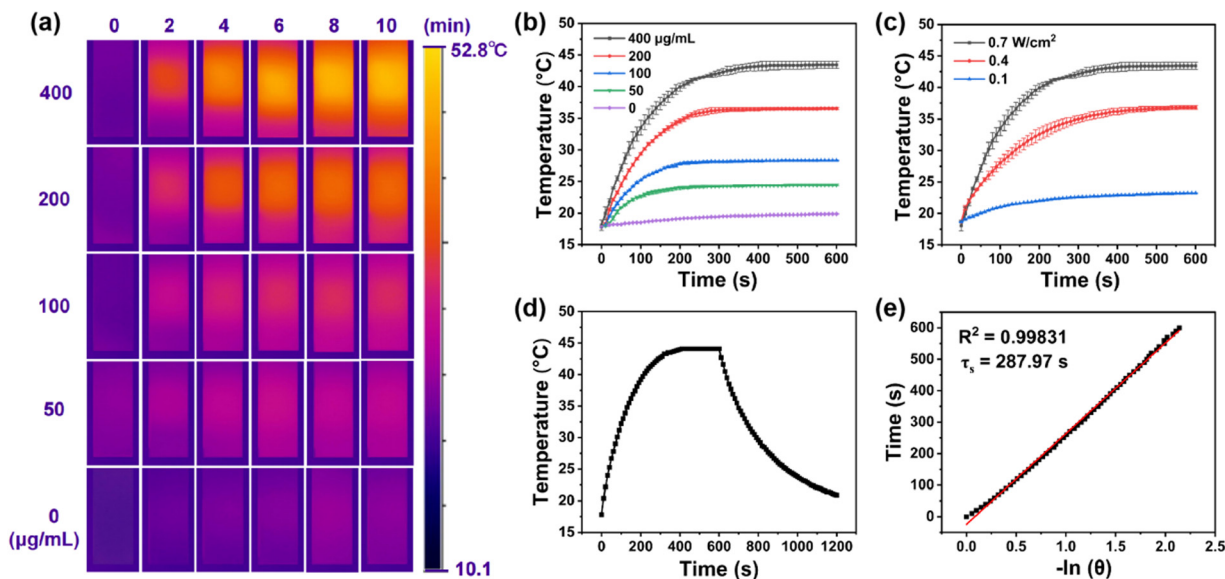 (a)
0 2 4 6 8 10 (min)
400
200
100
50
0
(μg/mL)
52.8℃
10.1
(b)
Temperature (°C)
50
45
40
35
30
25
20
15
400 μg/mL
200
100
50
0
0 100 200 300 400 500 600
Time (s)
(c)
Temperature (°C)
50
45
40
35
30
25
20
15
0.7 W/cm²
0.4
0.1
0 100 200 300 400 500 600
Time (s)
(d)
Temperature (°C)
50
45
40
35
30
25
20
15
0 200 400 600 800 1000 1200
Time (s)
(e)
Time (s)
600
500
400
300
200
100
0
R² = 0.99831
τs = 287.97 s
0.0 0.5 1.0 1.5 2.0 2.5
-ln (θ)